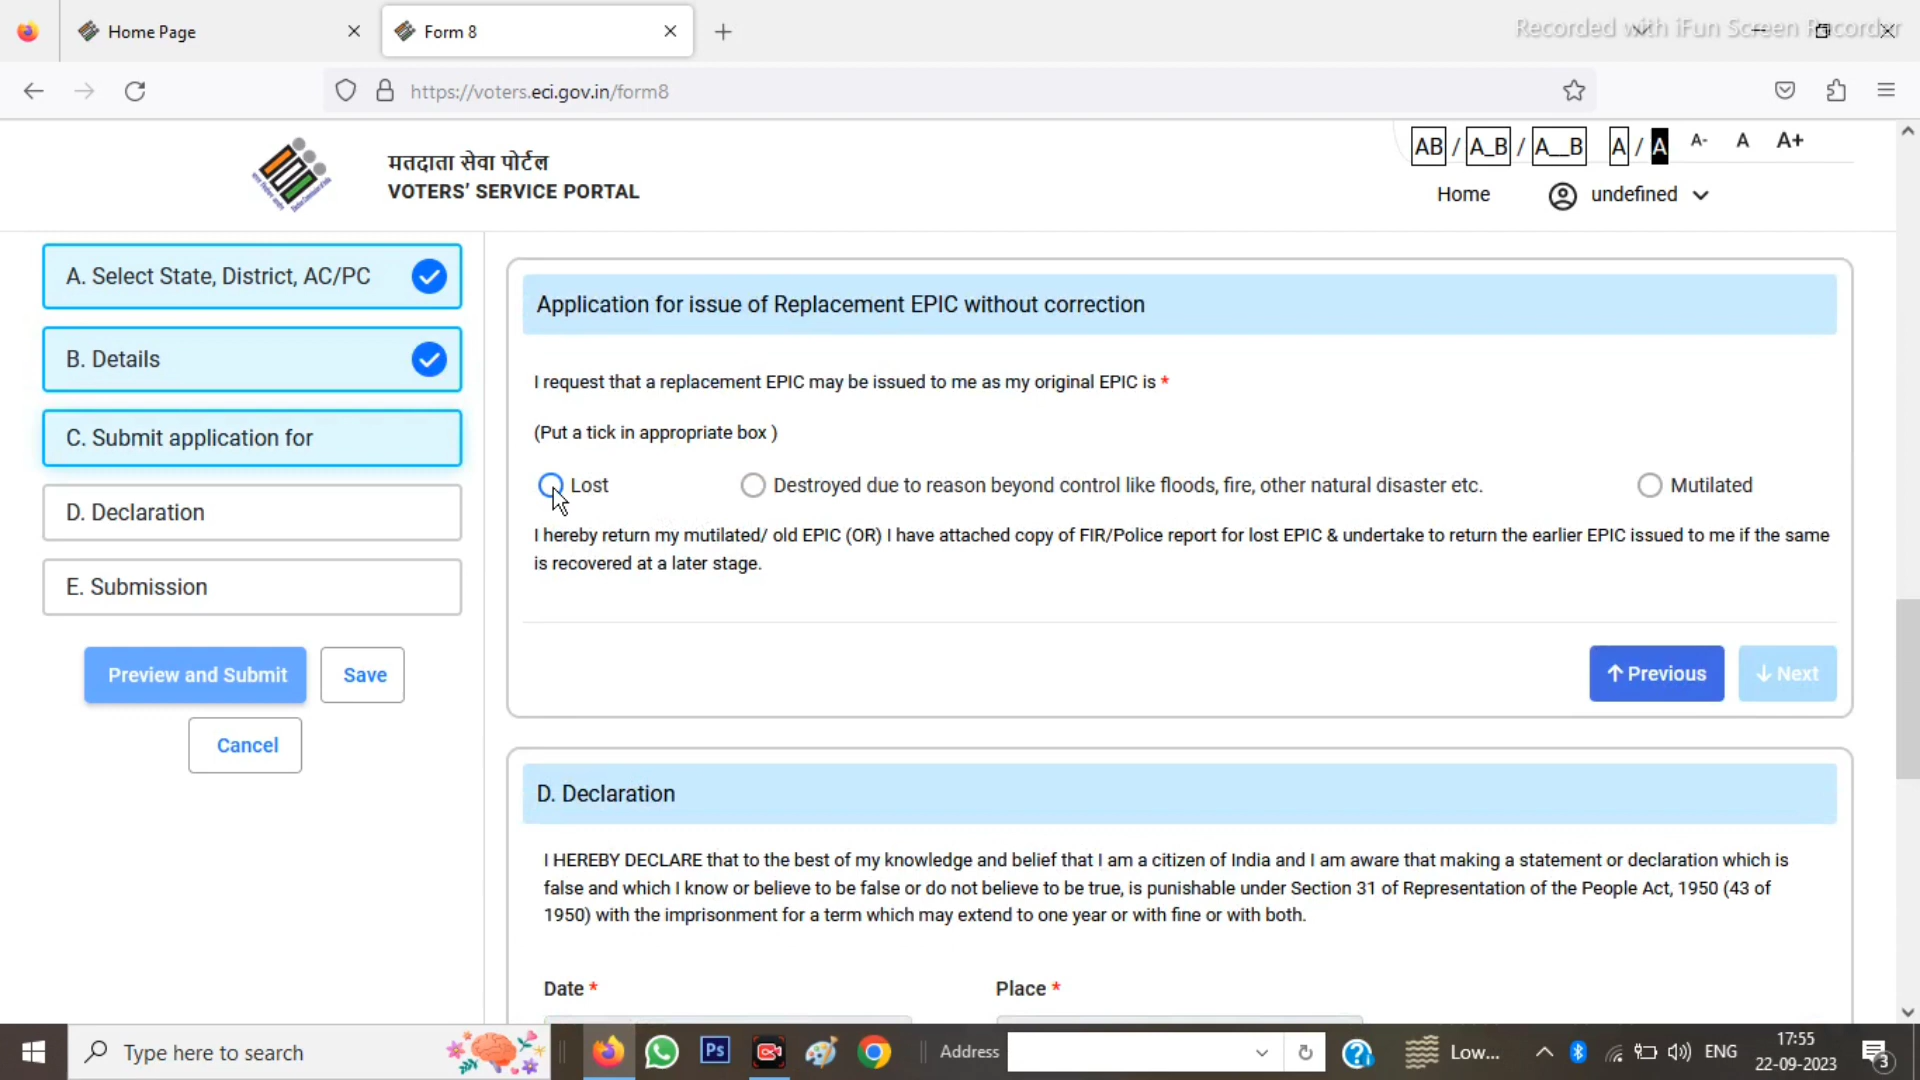 Recorded with iFun Screen Recorder
Home Page
Form 8
https://voters.eci.gov.in/form8
मतदाता सेवा पोर्टल
VOTERS' SERVICE PORTAL
AB / A_B / A__B A / A A- A A+
Home
undefined
A. Select State, District, AC/PC
B. Details
C. Submit application for
D. Declaration
E. Submission
Preview and Submit
Save
Cancel
Application for issue of Replacement EPIC without correction
I request that a replacement EPIC may be issued to me as my original EPIC is *
(Put a tick in appropriate box )
Lost
Destroyed due to reason beyond control like floods, fire, other natural disaster etc.
Mutilated
I hereby return my mutilated/ old EPIC (OR) I have attached copy of FIR/Police report for lost EPIC & undertake to return the earlier EPIC issued to me if the same
is recovered at a later stage.
Previous
Next
D. Declaration
I HEREBY DECLARE that to the best of my knowledge and belief that I am a citizen of India and I am aware that making a statement or declaration which is
false and which I know or believe to be false or do not believe to be true, is punishable under Section 31 of Representation of the People Act, 1950 (43 of
1950) with the imprisonment for a term which may extend to one year or with fine or with both.
Date *
Place *
Type here to search
Ps
Address
Low...
ENG
17:55
22-09-2023
3